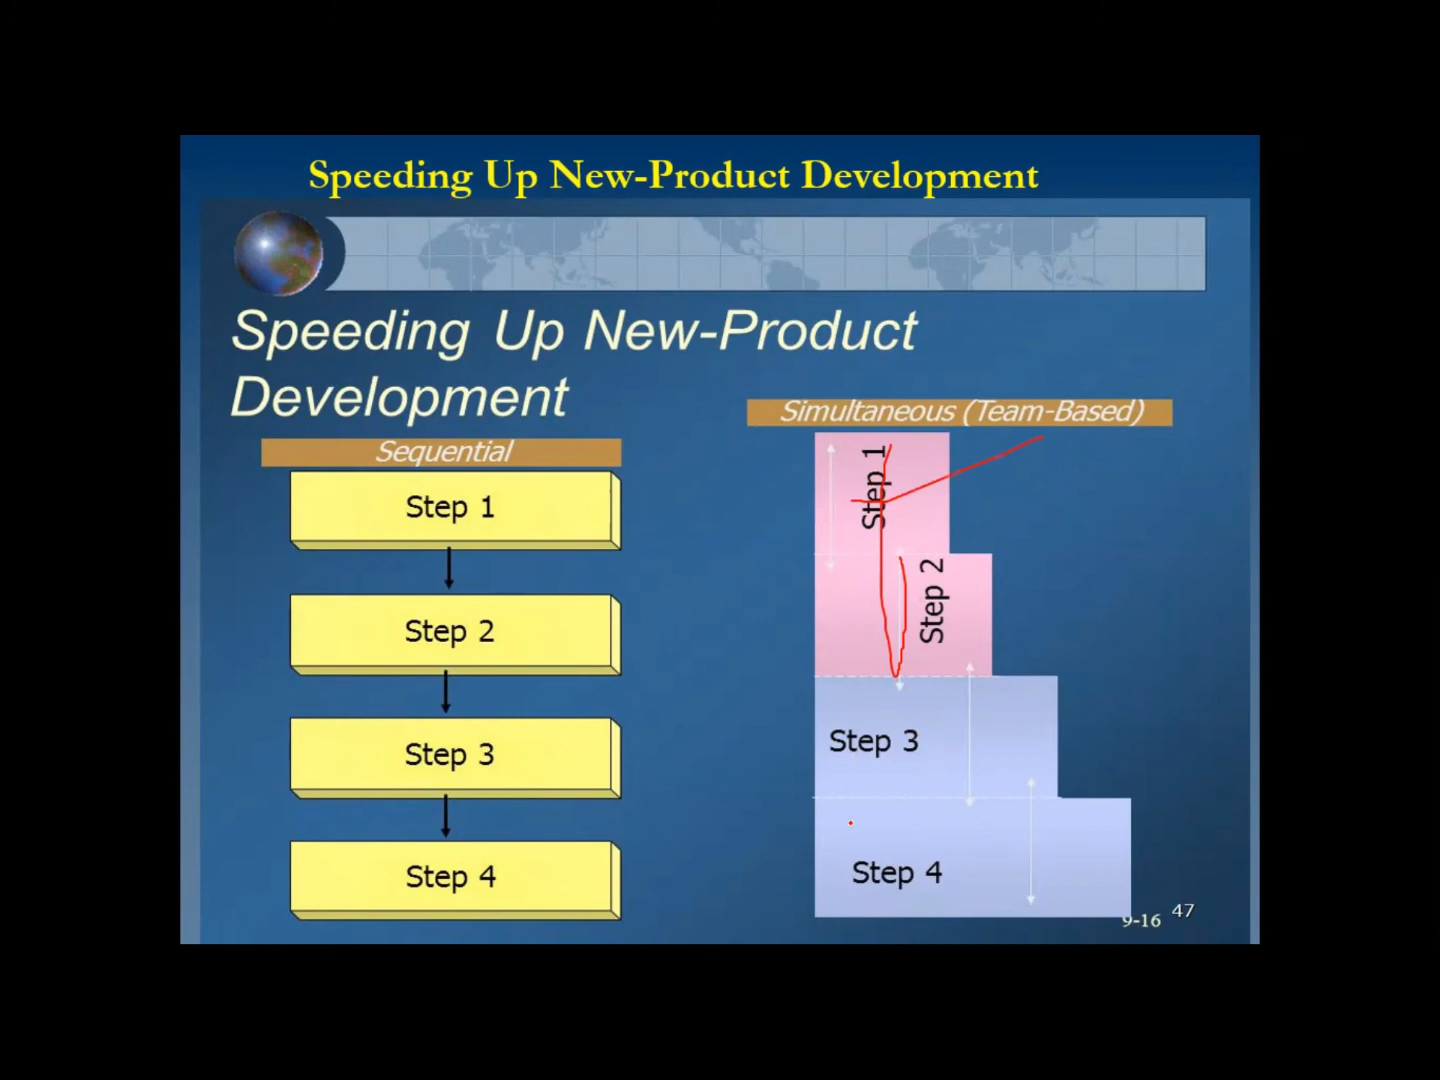 Speeding Up New-Product Development
Speeding Up New-Product
Development
Sequential
Step 1
Step 2
Step 3
Step 4
Simultaneous (Team-Based)
Step 1
Step 2
Step 3
Step 4
9-16
47